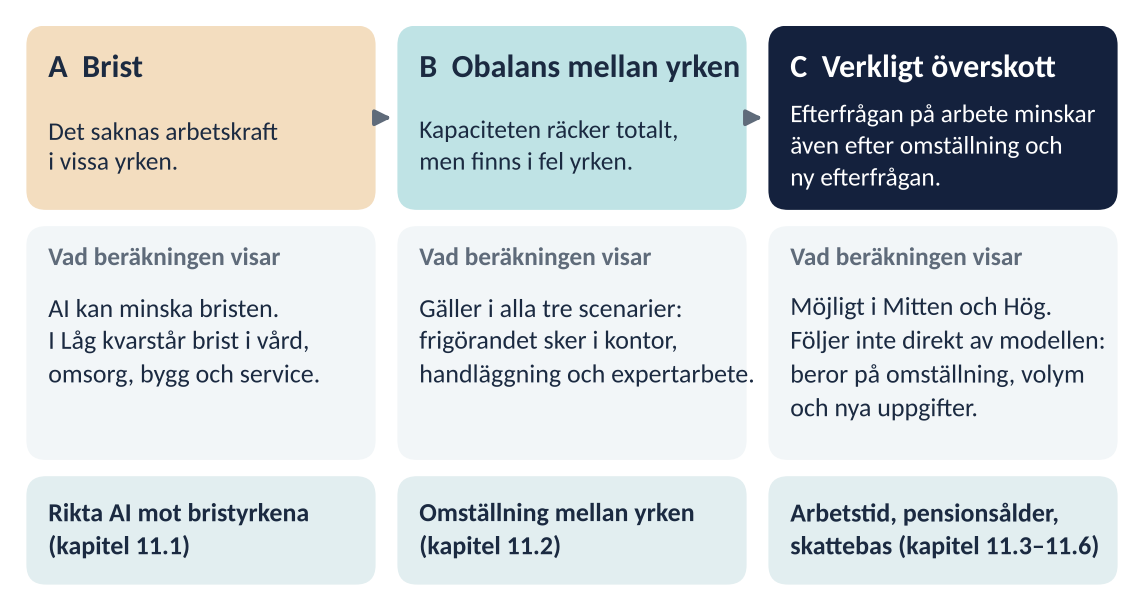 A Brist
Det saknas arbetskraft
i vissa yrken.
B Obalans mellan yrken
Kapaciteten räcker totalt,
men finns i fel yrken.
C Verkligt överskott
Efterfrågan på arbete minskar
även efter omställning och
ny efterfrågan.
Vad beräkningen visar
AI kan minska bristen.
I Låg kvarstår brist i vård,
omsorg, bygg och service.
Vad beräkningen visar
Gäller i alla tre scenarier:
frigörandet sker i kontor,
handläggning och expertarbete.
Vad beräkningen visar
Möjligt i Mitten och Hög.
Följer inte direkt av modellen:
beror på omställning, volym
och nya uppgifter.
Rikta AI mot bristyrkena
(kapitel 11.1)
Omställning mellan yrken
(kapitel 11.2)
Arbetstid, pensionsålder,
skattebas (kapitel 11.3–11.6)